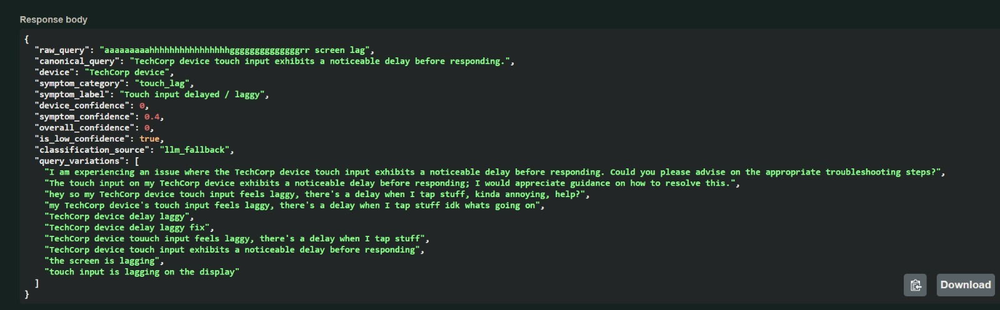 Response body
{
"raw_query": "aaaaaaaaahhhhhhhhhhhhhhhhgggggggggggggggrr screen lag",
"canonical_query": "TechCorp device touch input exhibits a noticeable delay before responding.",
"device": "TechCorp device",
"symptom_category": "touch_lag",
"symptom_label": "Touch input delayed / laggy",
"device_confidence": 0,
"symptom_confidence": 0.4,
"overall_confidence": 0,
"is_low_confidence": true,
"classification_source": "llm_fallback",
"query_variations": [
"I am experiencing an issue where the TechCorp device touch input exhibits a noticeable delay before responding. Could you please advise on the appropriate troubleshooting steps?",
"The touch input on my TechCorp device exhibits a noticeable delay before responding; I would appreciate guidance on how to resolve this.",
"hey so my TechCorp device touch input feels laggy, there's a delay when I tap stuff, kinda annoying, help?",
"my TechCorp device's touch input feels laggy, there's a delay when I tap stuff idk whats going on",
"TechCorp device delay laggy",
"TechCorp device delay laggy fix",
"TechCorp device touuch input feels laggy, there's a delay when I tap stuff",
"TechCorp device touch input exhibits a noticeable delay before responding",
"the screen is lagging",
"touch input is lagging on the display"
]
}
Download